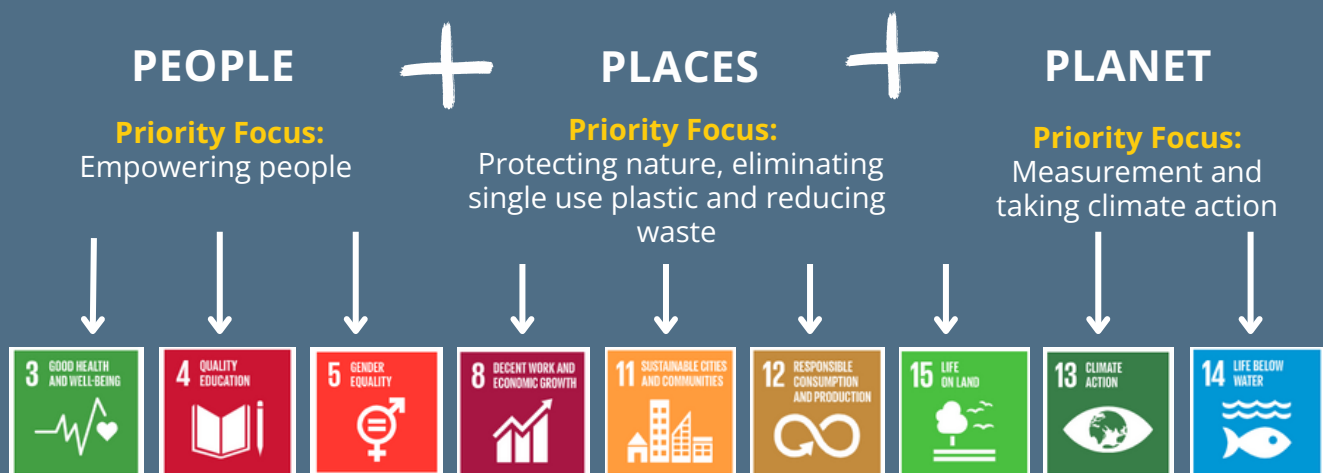 PEOPLE
Priority Focus:
Empowering people
PLACES
Priority Focus:
Protecting nature, eliminating
single use plastic and reducing
waste
PLANET
Priority Focus:
Measurement and
taking climate action
3 GOOD HEALTH
AND WELL-BEING
4 QUALITY
EDUCATION
5 GENDER
EQUALITY
8 DECENT WORK AND
ECONOMIC GROWTH
11 SUSTAINABLE CITIES
AND COMMUNITIES
12 RESPONSIBLE
CONSUMPTION
AND PRODUCTION
15 LIFE
ON LAND
13 CLIMATE
ACTION
14 LIFE BELOW
WATER